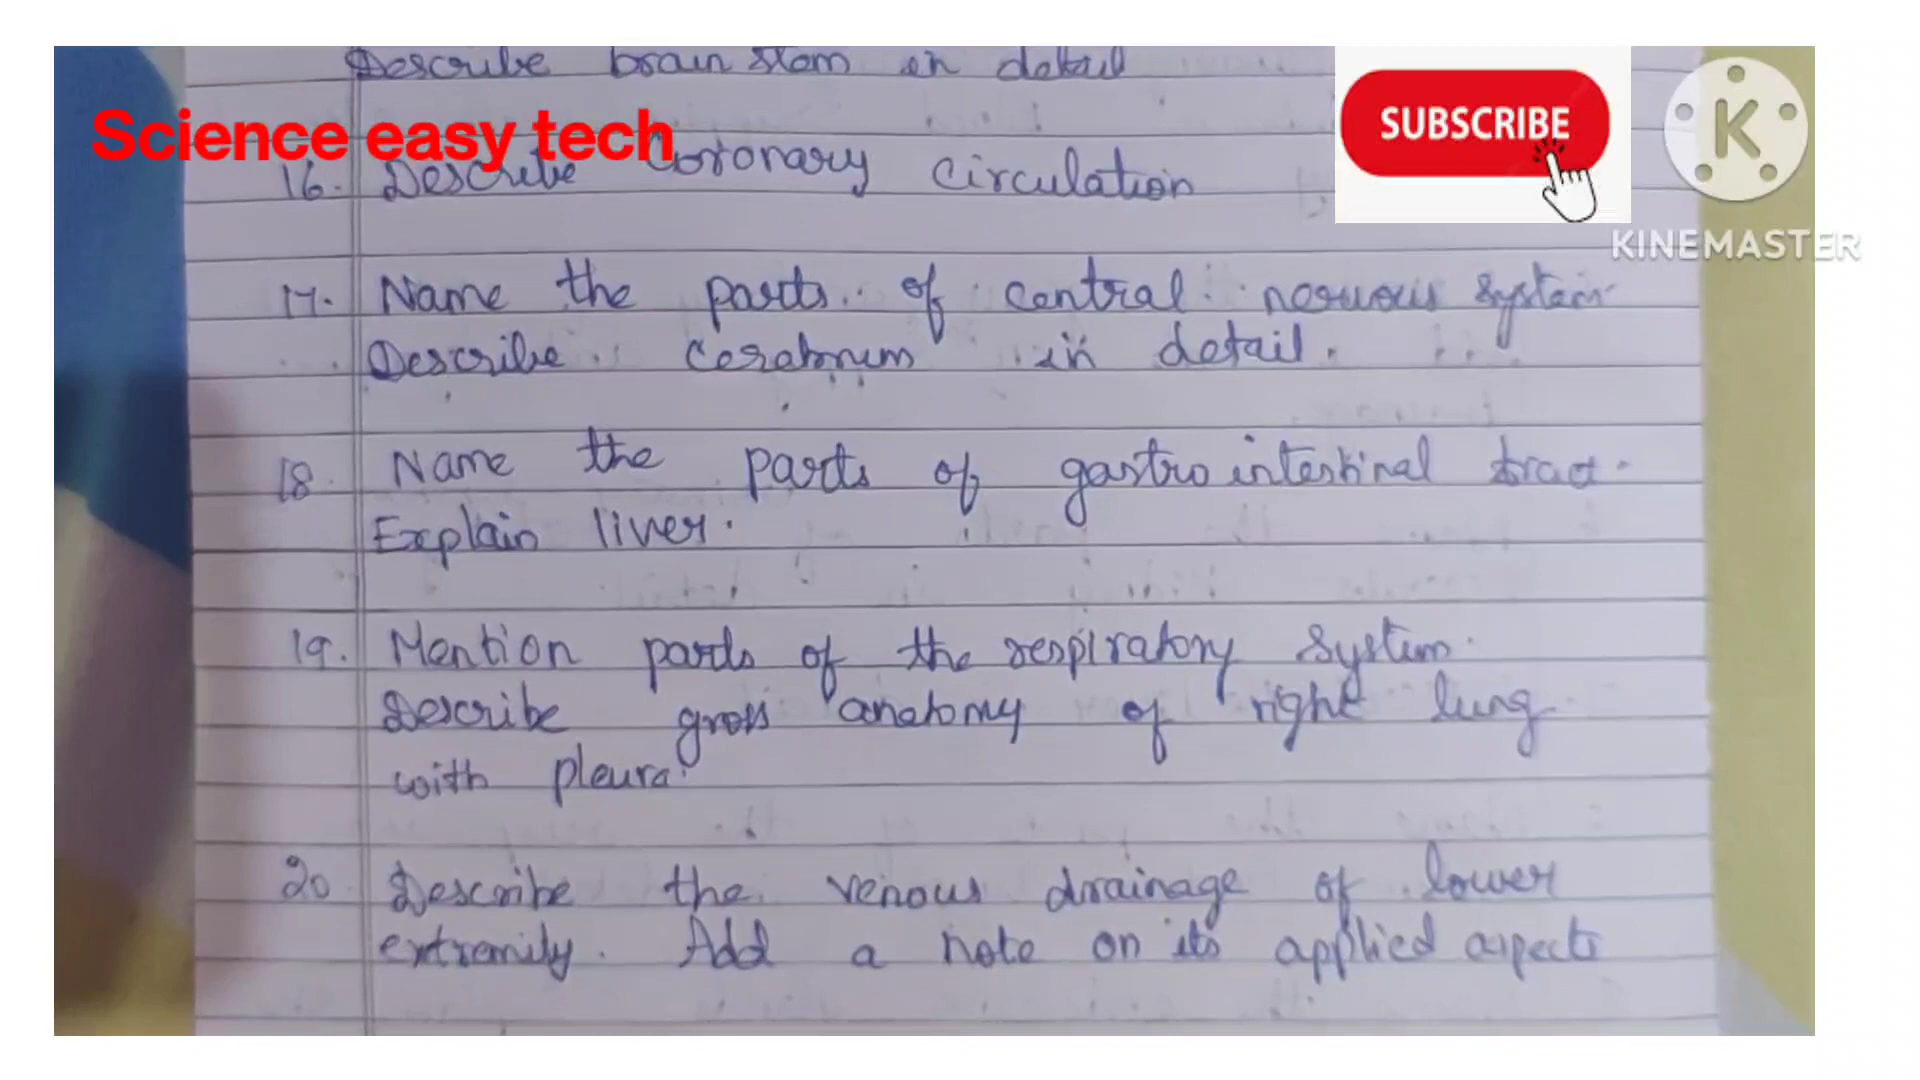 Describe brain stem in detail
Science easy tech
SUBSCRIBE
K
KINEMASTER
16. Describe coronary circulation
17. Name the parts of central nervous system
Describe cerebrum in detail.
18. Name the parts of gastro intestinal tract.
Explain liver.
19. Mention parts of the respiratory system.
Describe gross anatomy of right lung
with pleura.
20 Describe the venous drainage of lower
extremity. Add a note on its applied aspects